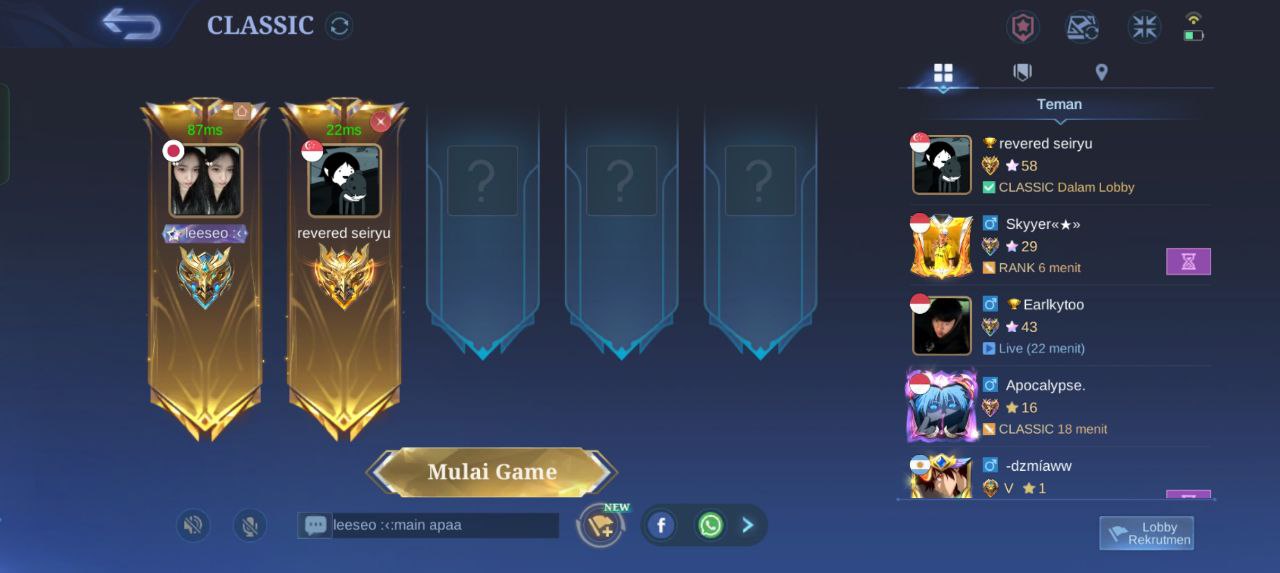 CLASSIC
87ms
22ms
leeseo :‹
revered seiryu
?
?
?
Mulai Game
leeseo :‹:main apaa
NEW
Teman
revered seiryu
58
CLASSIC Dalam Lobby
Skyyer«★»
29
RANK 6 menit
Earlkytoo
43
Live (22 menit)
Apocalypse.
16
CLASSIC 18 menit
-dzmíaww
V ★ 1
Lobby
Rekrutmen